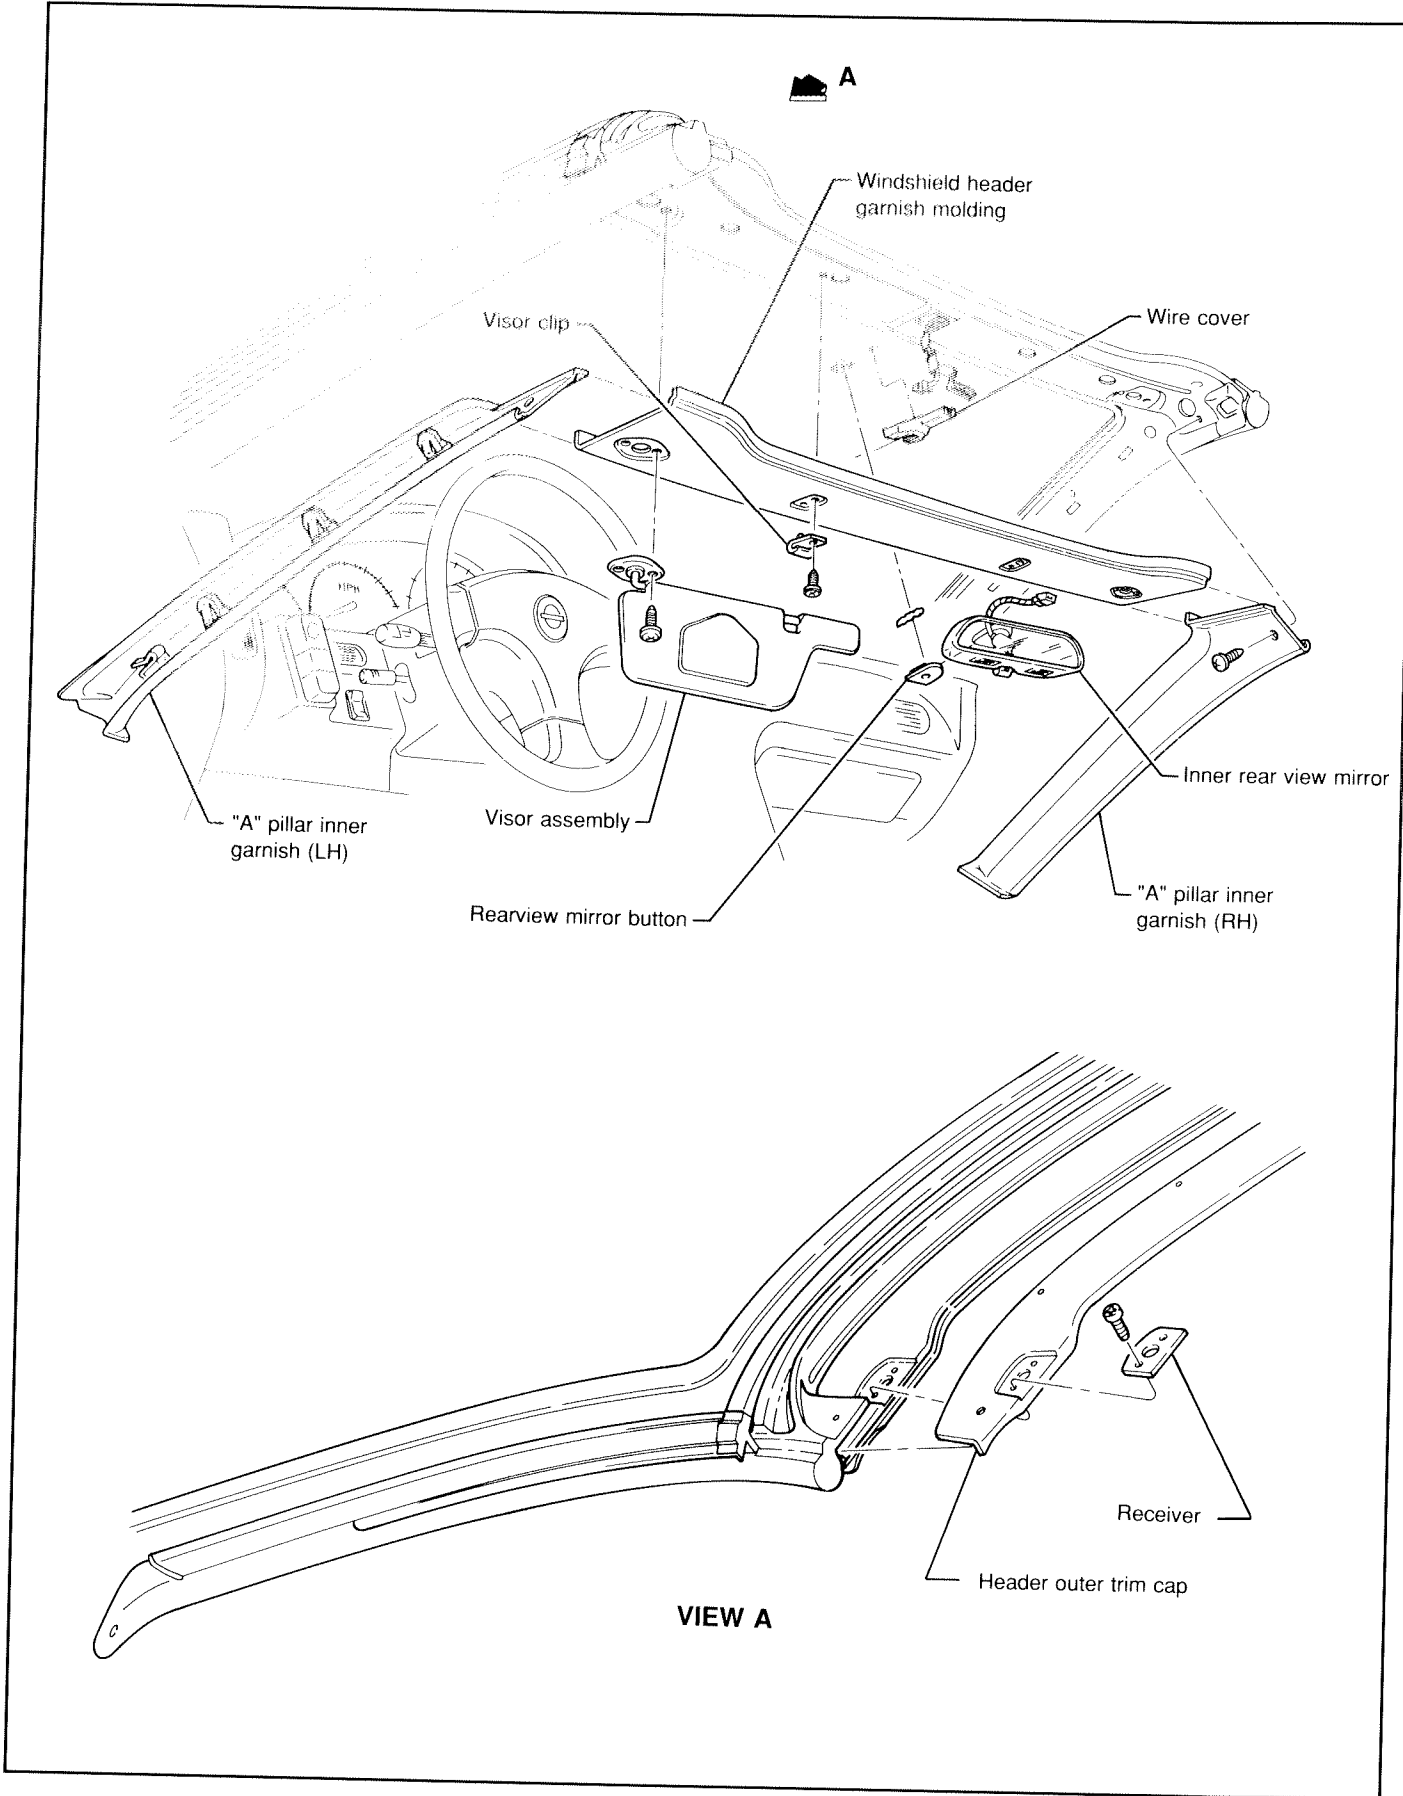 A
Windshield header
garnish molding
Visor clip
Wire cover
MPH
Inner rear view mirror
"A" pillar inner
garnish (LH)
Visor assembly
"A" pillar inner
garnish (RH)
Rearview mirror button
Receiver
Header outer trim cap
VIEW A